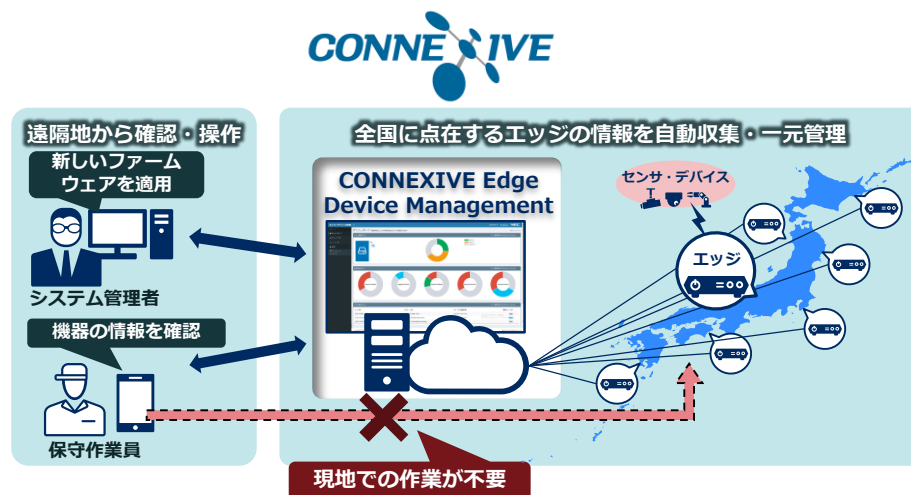 CONNEXIVE
遠隔地から確認・操作
新しいファーム
ウェアを適用
システム管理者
機器の情報を確認
保守作業員
全国に点在するエッジの情報を自動収集・一元管理
CONNEXIVE Edge
Device Management
センサ・デバイス
エッジ
現地での作業が不要